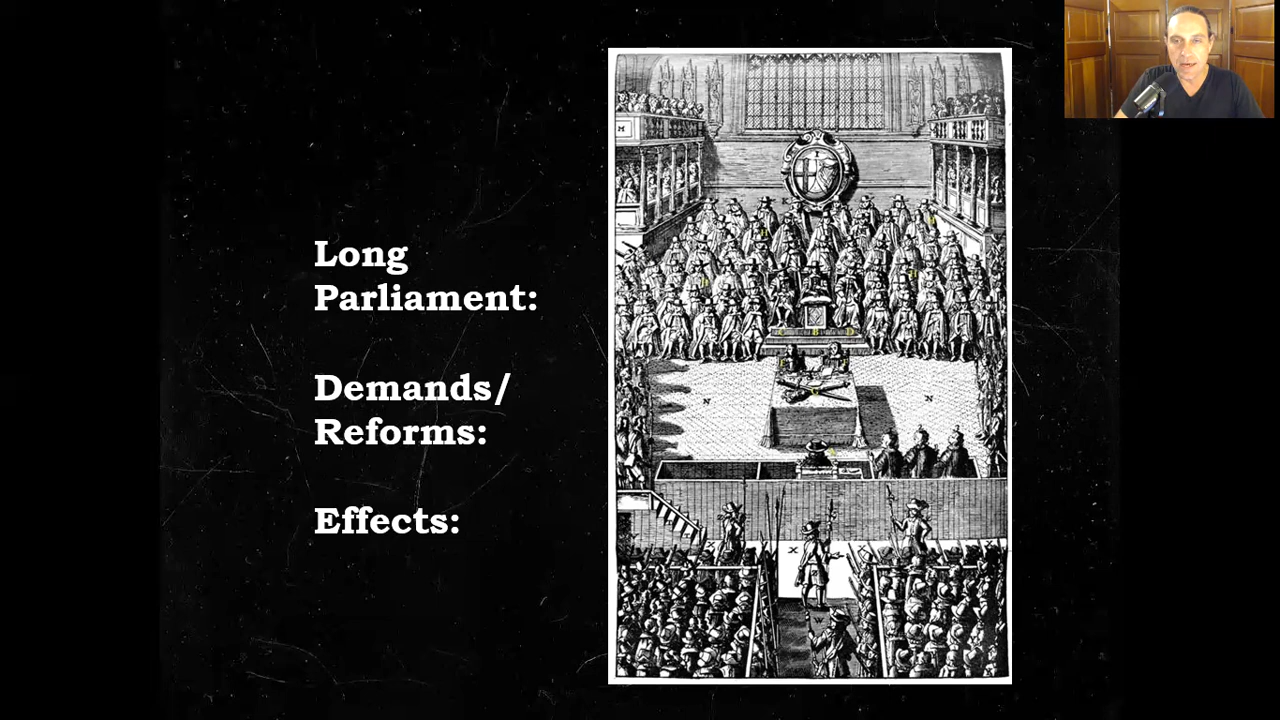 Long
Parliament:
Demands/
Reforms:
Effects:
M
K
H
H
C B D
E F
G
N
N
A
X
W